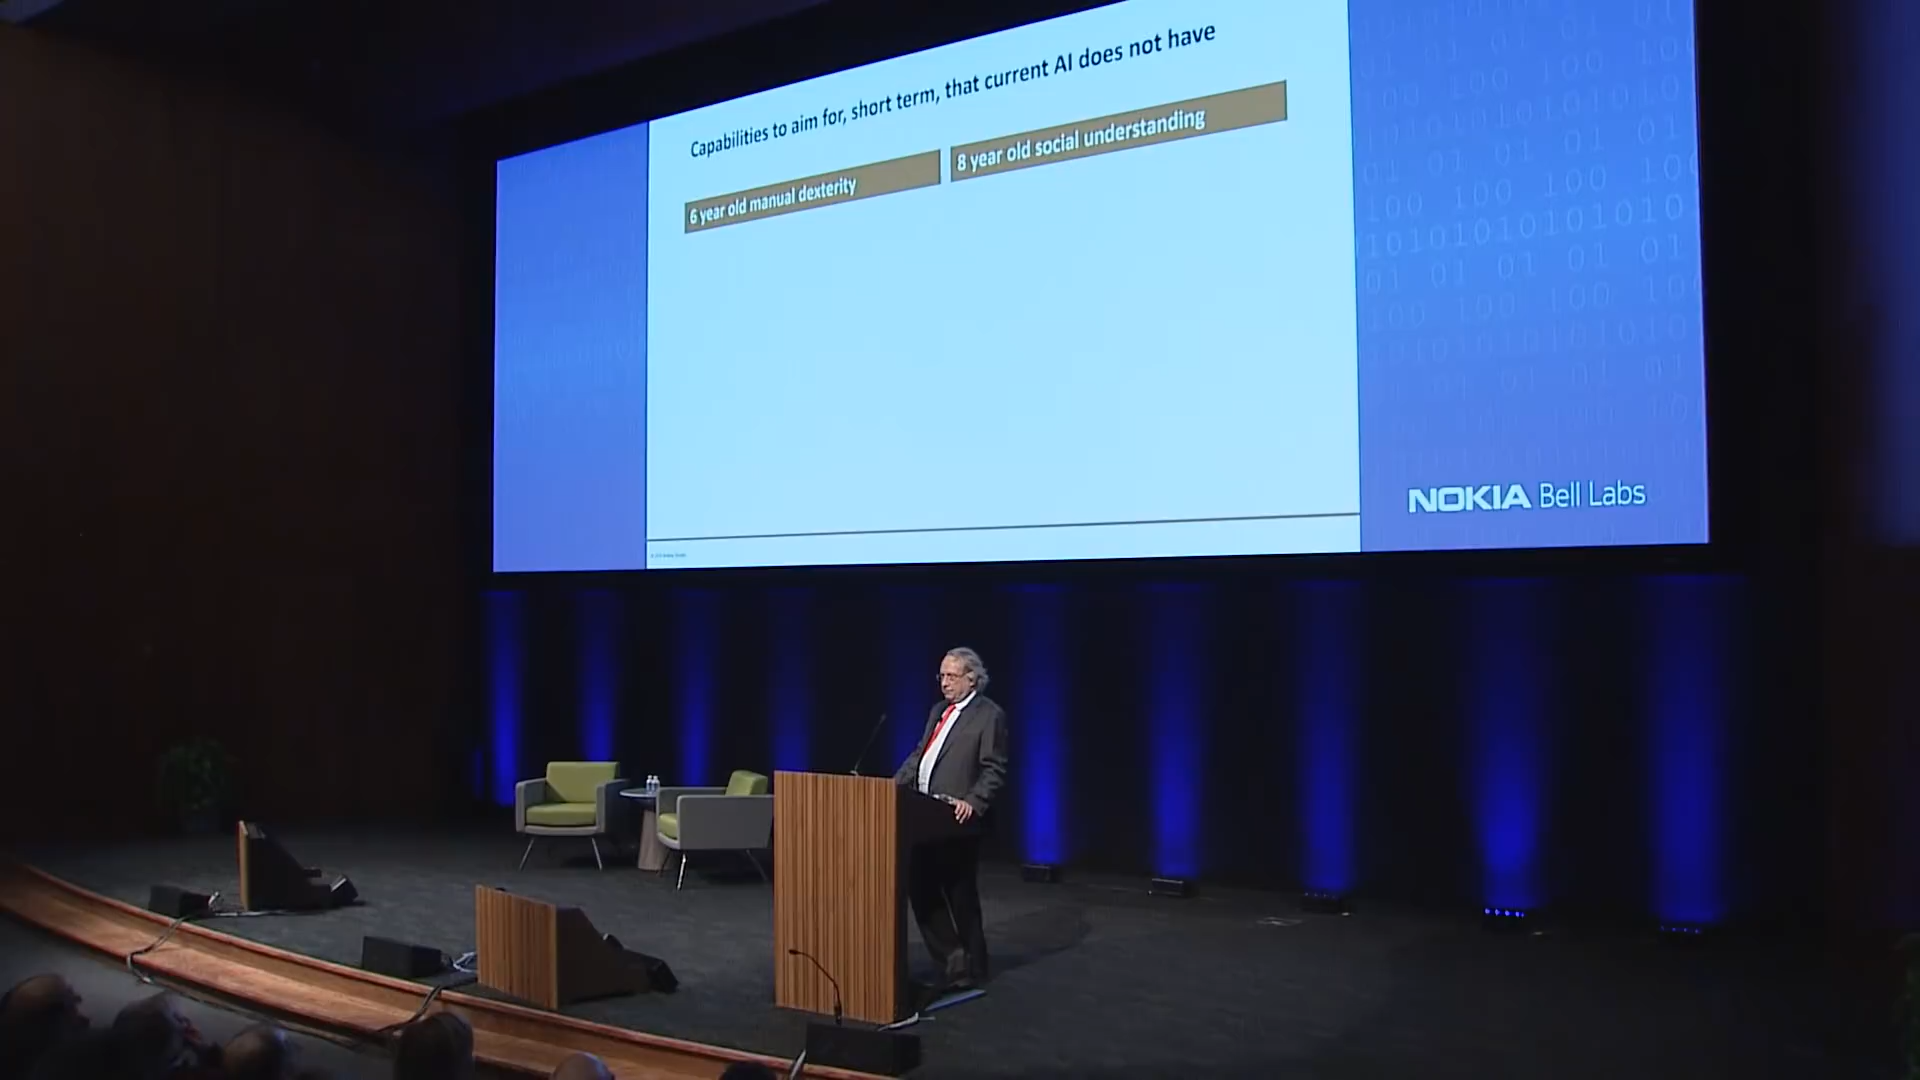 Capabilities to aim for, short term, that current AI does not have
6 year old manual dexterity
8 year old social understanding
NOKIA Bell Labs